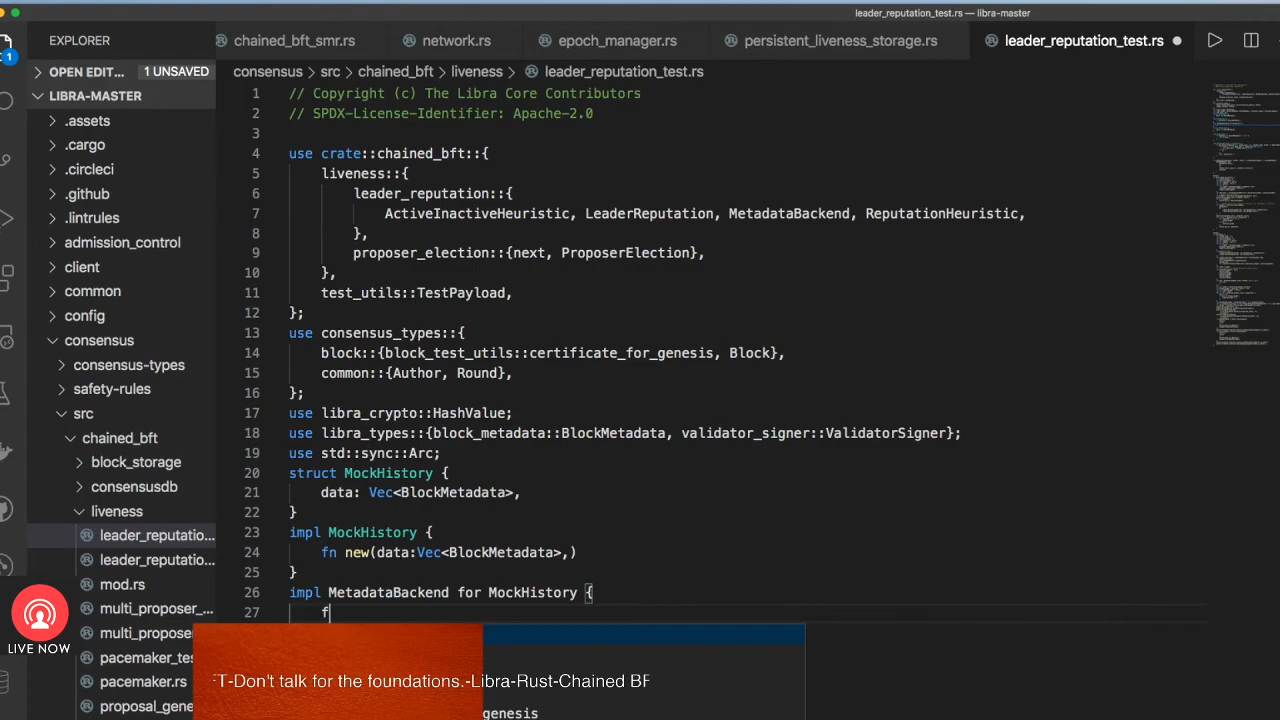 leader_reputation_test.rs — libra-master
EXPLORER
chained_bft_smr.rs
network.rs
epoch_manager.rs
persistent_liveness_storage.rs
leader_reputation_test.rs
1
OPEN EDIT...
1 UNSAVED
consensus > src > chained_bft > liveness > leader_reputation_test.rs
LIBRA-MASTER
.assets
.cargo
.circleci
.github
.lintrules
admission_control
client
common
config
consensus
consensus-types
safety-rules
src
chained_bft
block_storage
consensusdb
liveness
leader_reputatio...
leader_reputatio...
mod.rs
multi_proposer_...
multi_proposer
pacemaker_te
pacemaker.rs
proposal_gene
1 // Copyright (c) The Libra Core Contributors
2 // SPDX-License-Identifier: Apache-2.0
3
4 use crate::chained_bft::{
5 liveness::{
6 leader_reputation::{
7 ActiveInactiveHeuristic, LeaderReputation, MetadataBackend, ReputationHeuristic,
8 },
9 proposer_election::{next, ProposerElection},
10 },
11 test_utils::TestPayload,
12 };
13 use consensus_types::{
14 block::{block_test_utils::certificate_for_genesis, Block},
15 common::{Author, Round},
16 };
17 use libra_crypto::HashValue;
18 use libra_types::{block_metadata::BlockMetadata, validator_signer::ValidatorSigner};
19 use std::sync::Arc;
20 struct MockHistory {
21 data: Vec<BlockMetadata>,
22 }
23 impl MockHistory {
24 fn new(data:Vec<BlockMetadata>,)
25 }
26 impl MetadataBackend for MockHistory {
27 f
LIVE NOW
FT-Don't talk for the foundations.-Libra-Rust-Chained BF
genesis